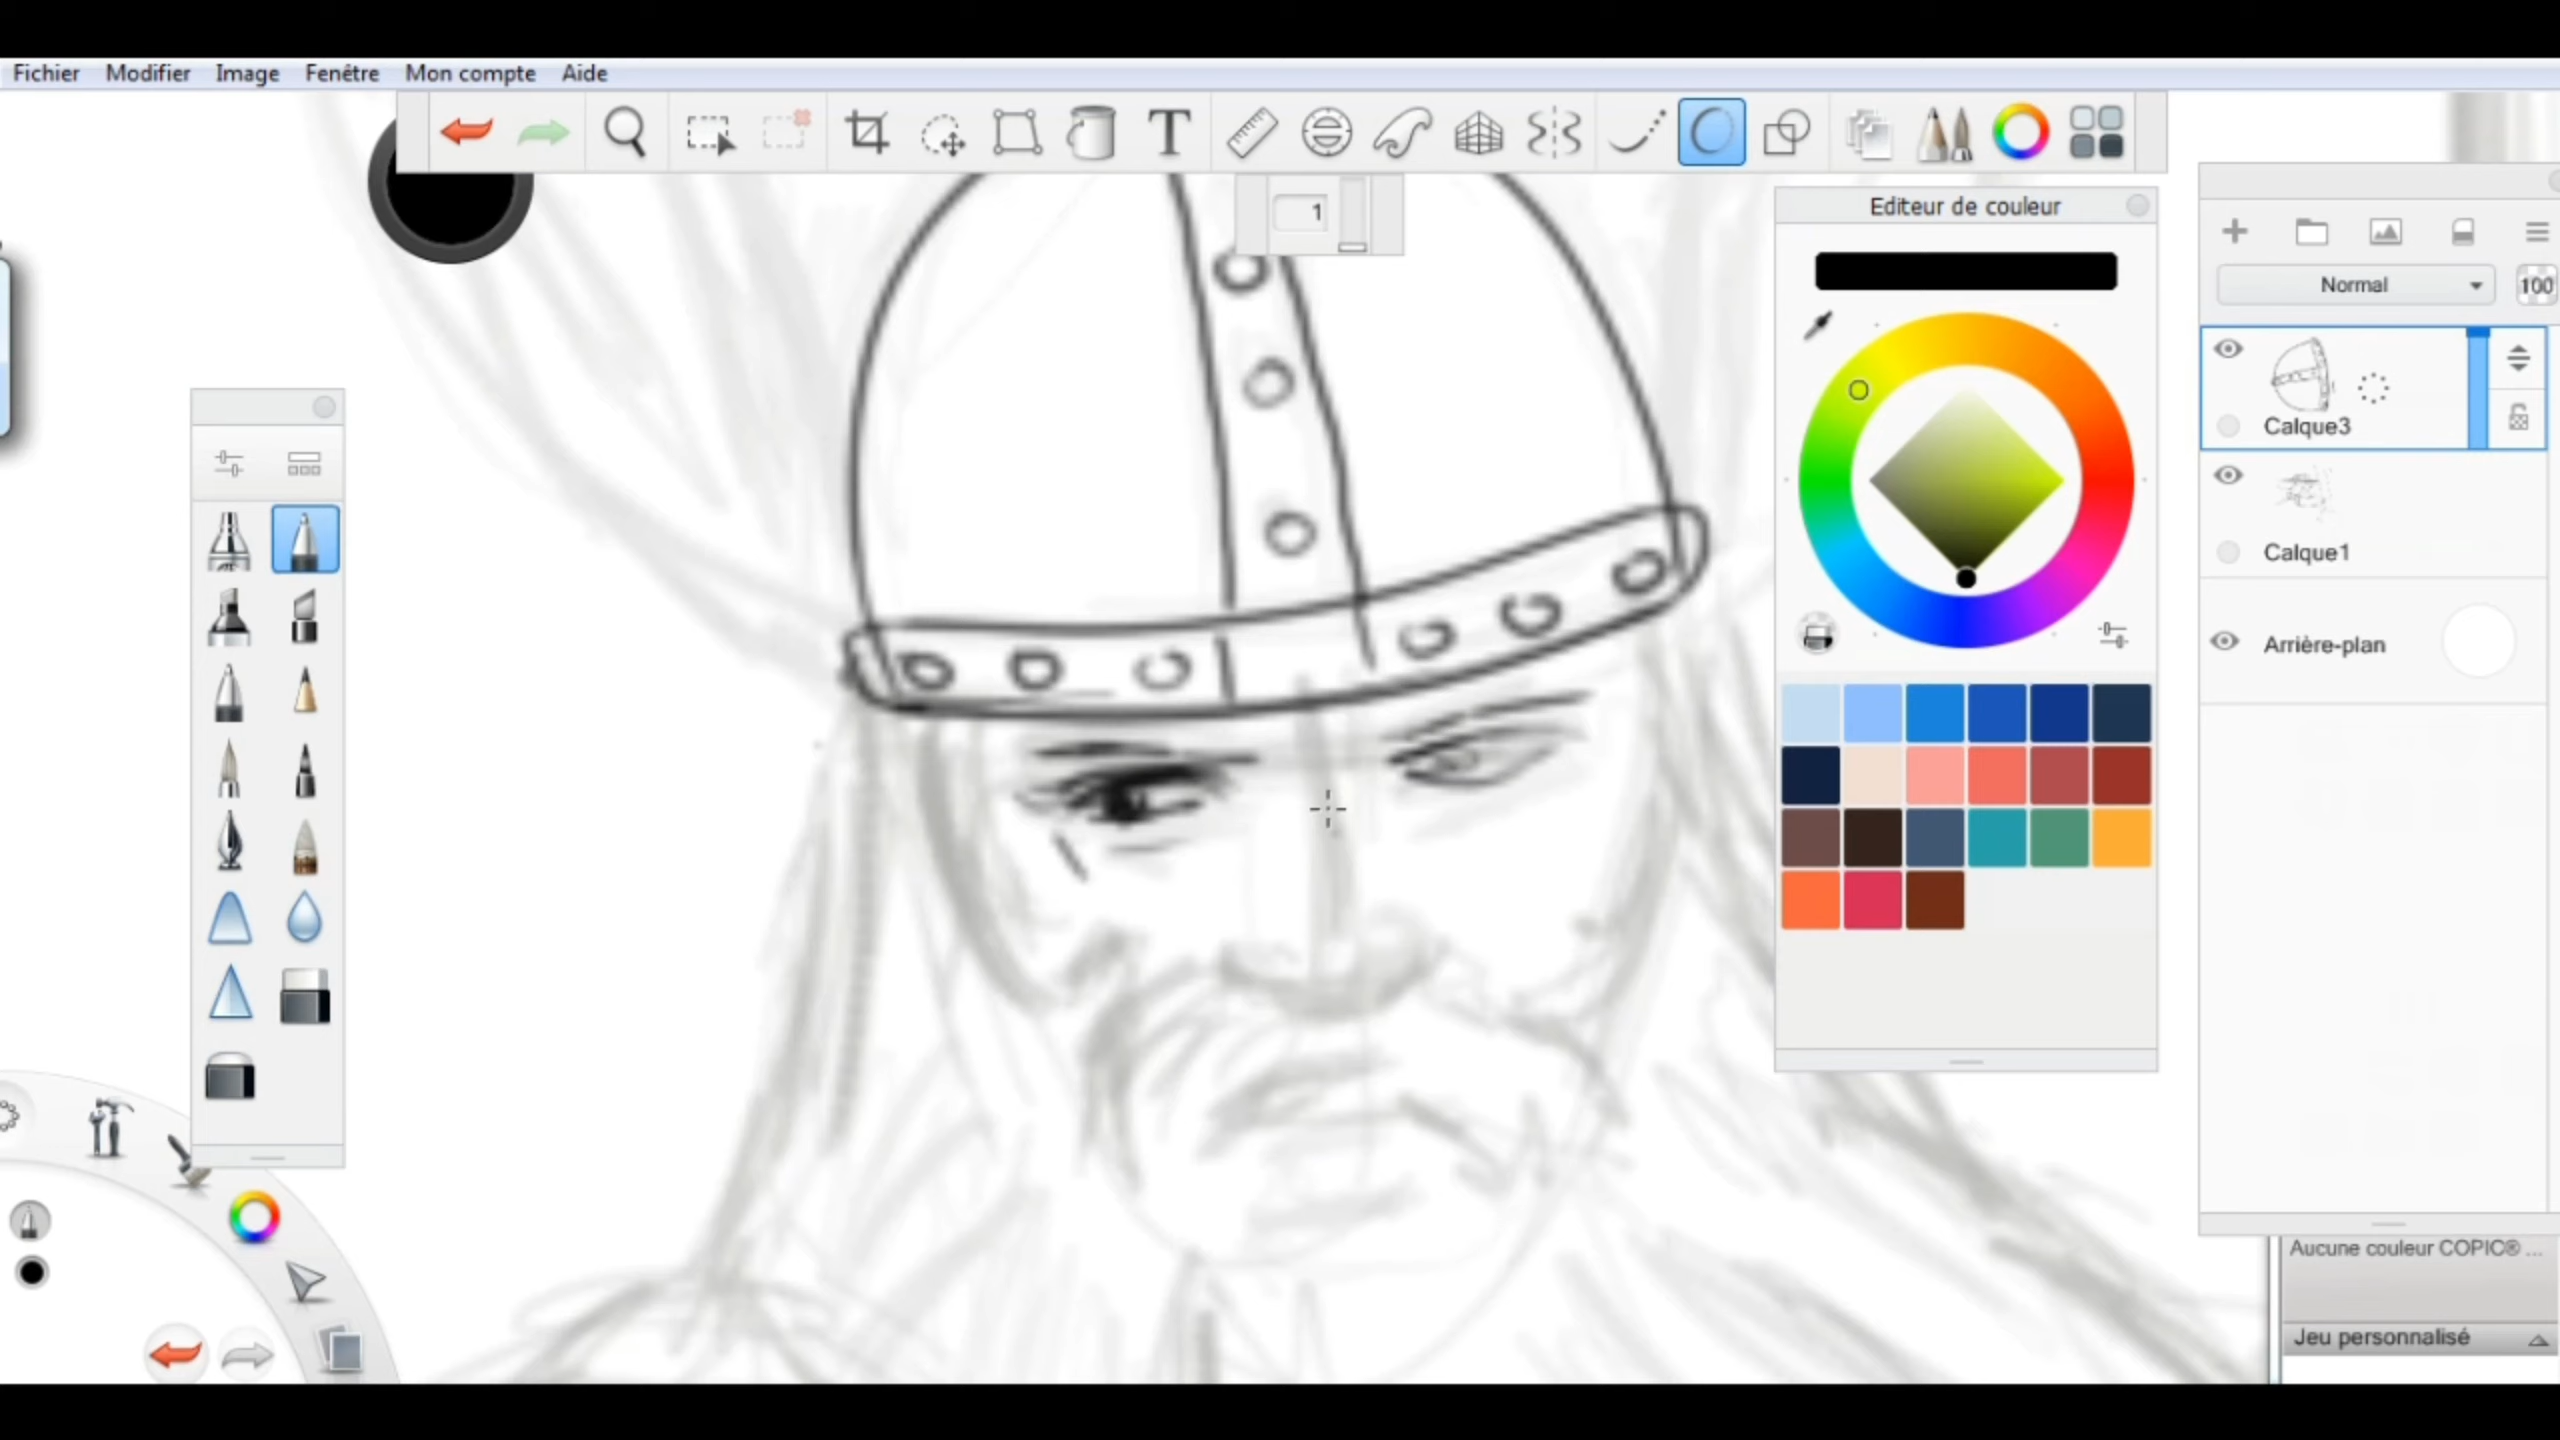 Fichier Modifier Image Fenêtre Mon compte Aide
T
1
Editeur de couleur
Normal 100
Calque3
Calque1
Arrière-plan
Aucune couleur COPIC® ...
Jeu personnalisé